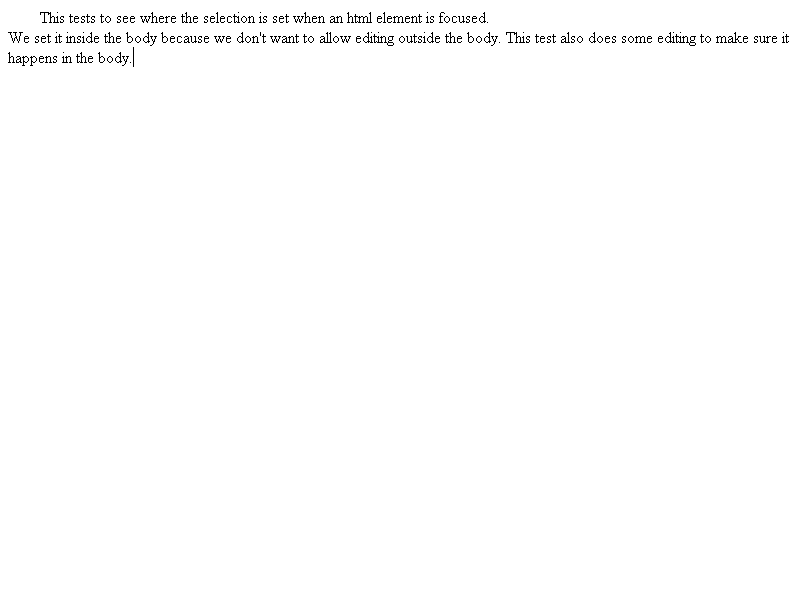 This tests to see where the selection is set when an html element is focused.
We set it inside the body because we don't want to allow editing outside the body. This test also does some editing to make sure it
happens in the body.